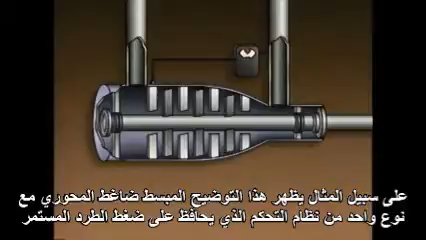 على سبيل المثال يظهر هذا التوضيح المبسط ضاغط المحوري مع
نوع واحد من نظام التحكم الذي يحافظ على ضغط الطرد المستمر